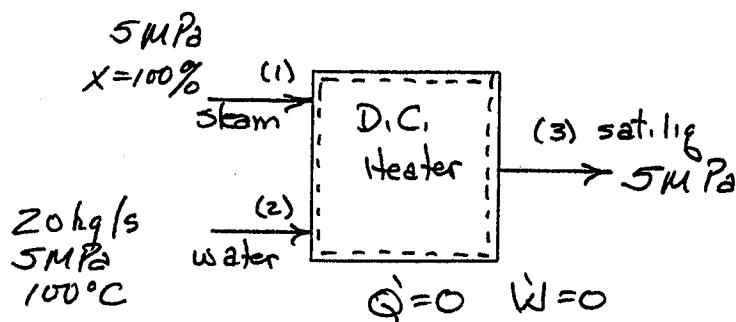 5MPa
X=100%
(1)
steam
D.C.
Heater
(3) sat. liq
5MPa
20kg/s
5MPa
100°C
(2)
water
Q̇=0 Ẇ=0